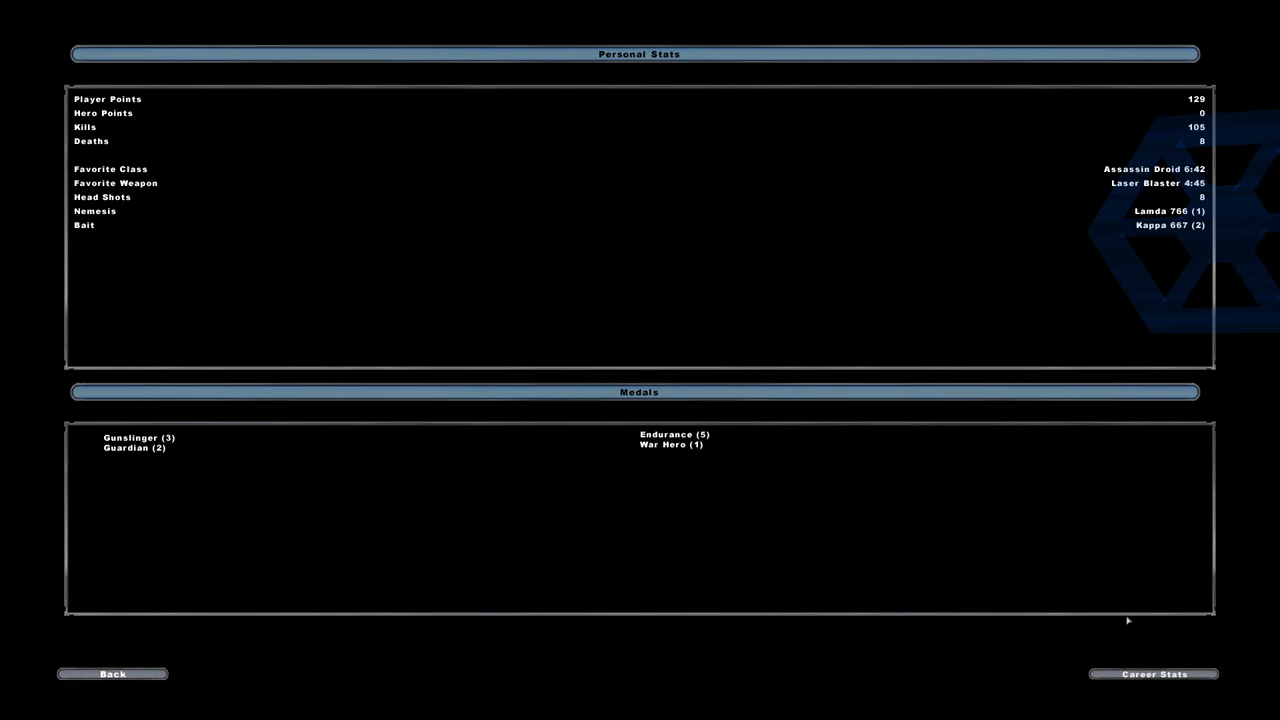 Personal Stats
Player Points 129
Hero Points 0
Kills 105
Deaths 8
Favorite Class Assassin Droid 6:42
Favorite Weapon Laser Blaster 4:45
Head Shots 8
Nemesis Lamda 766 (1)
Bait Kappa 667 (2)
Medals
Gunslinger (3) Endurance (5)
Guardian (2) War Hero (1)
Back Career Stats